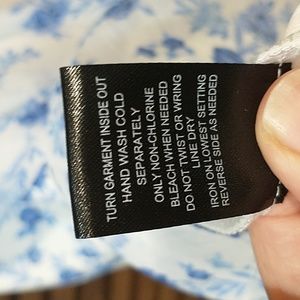 TURN GARMENT INSIDE OUT
HAND WASH COLD
SEPARATELY
ONLY NON-CHLORINE
BLEACH WHEN NEEDED
DO NOT TWIST OR WRING
LINE DRY
IRON ON LOWEST SETTING
REVERSE SIDE AS NEEDED